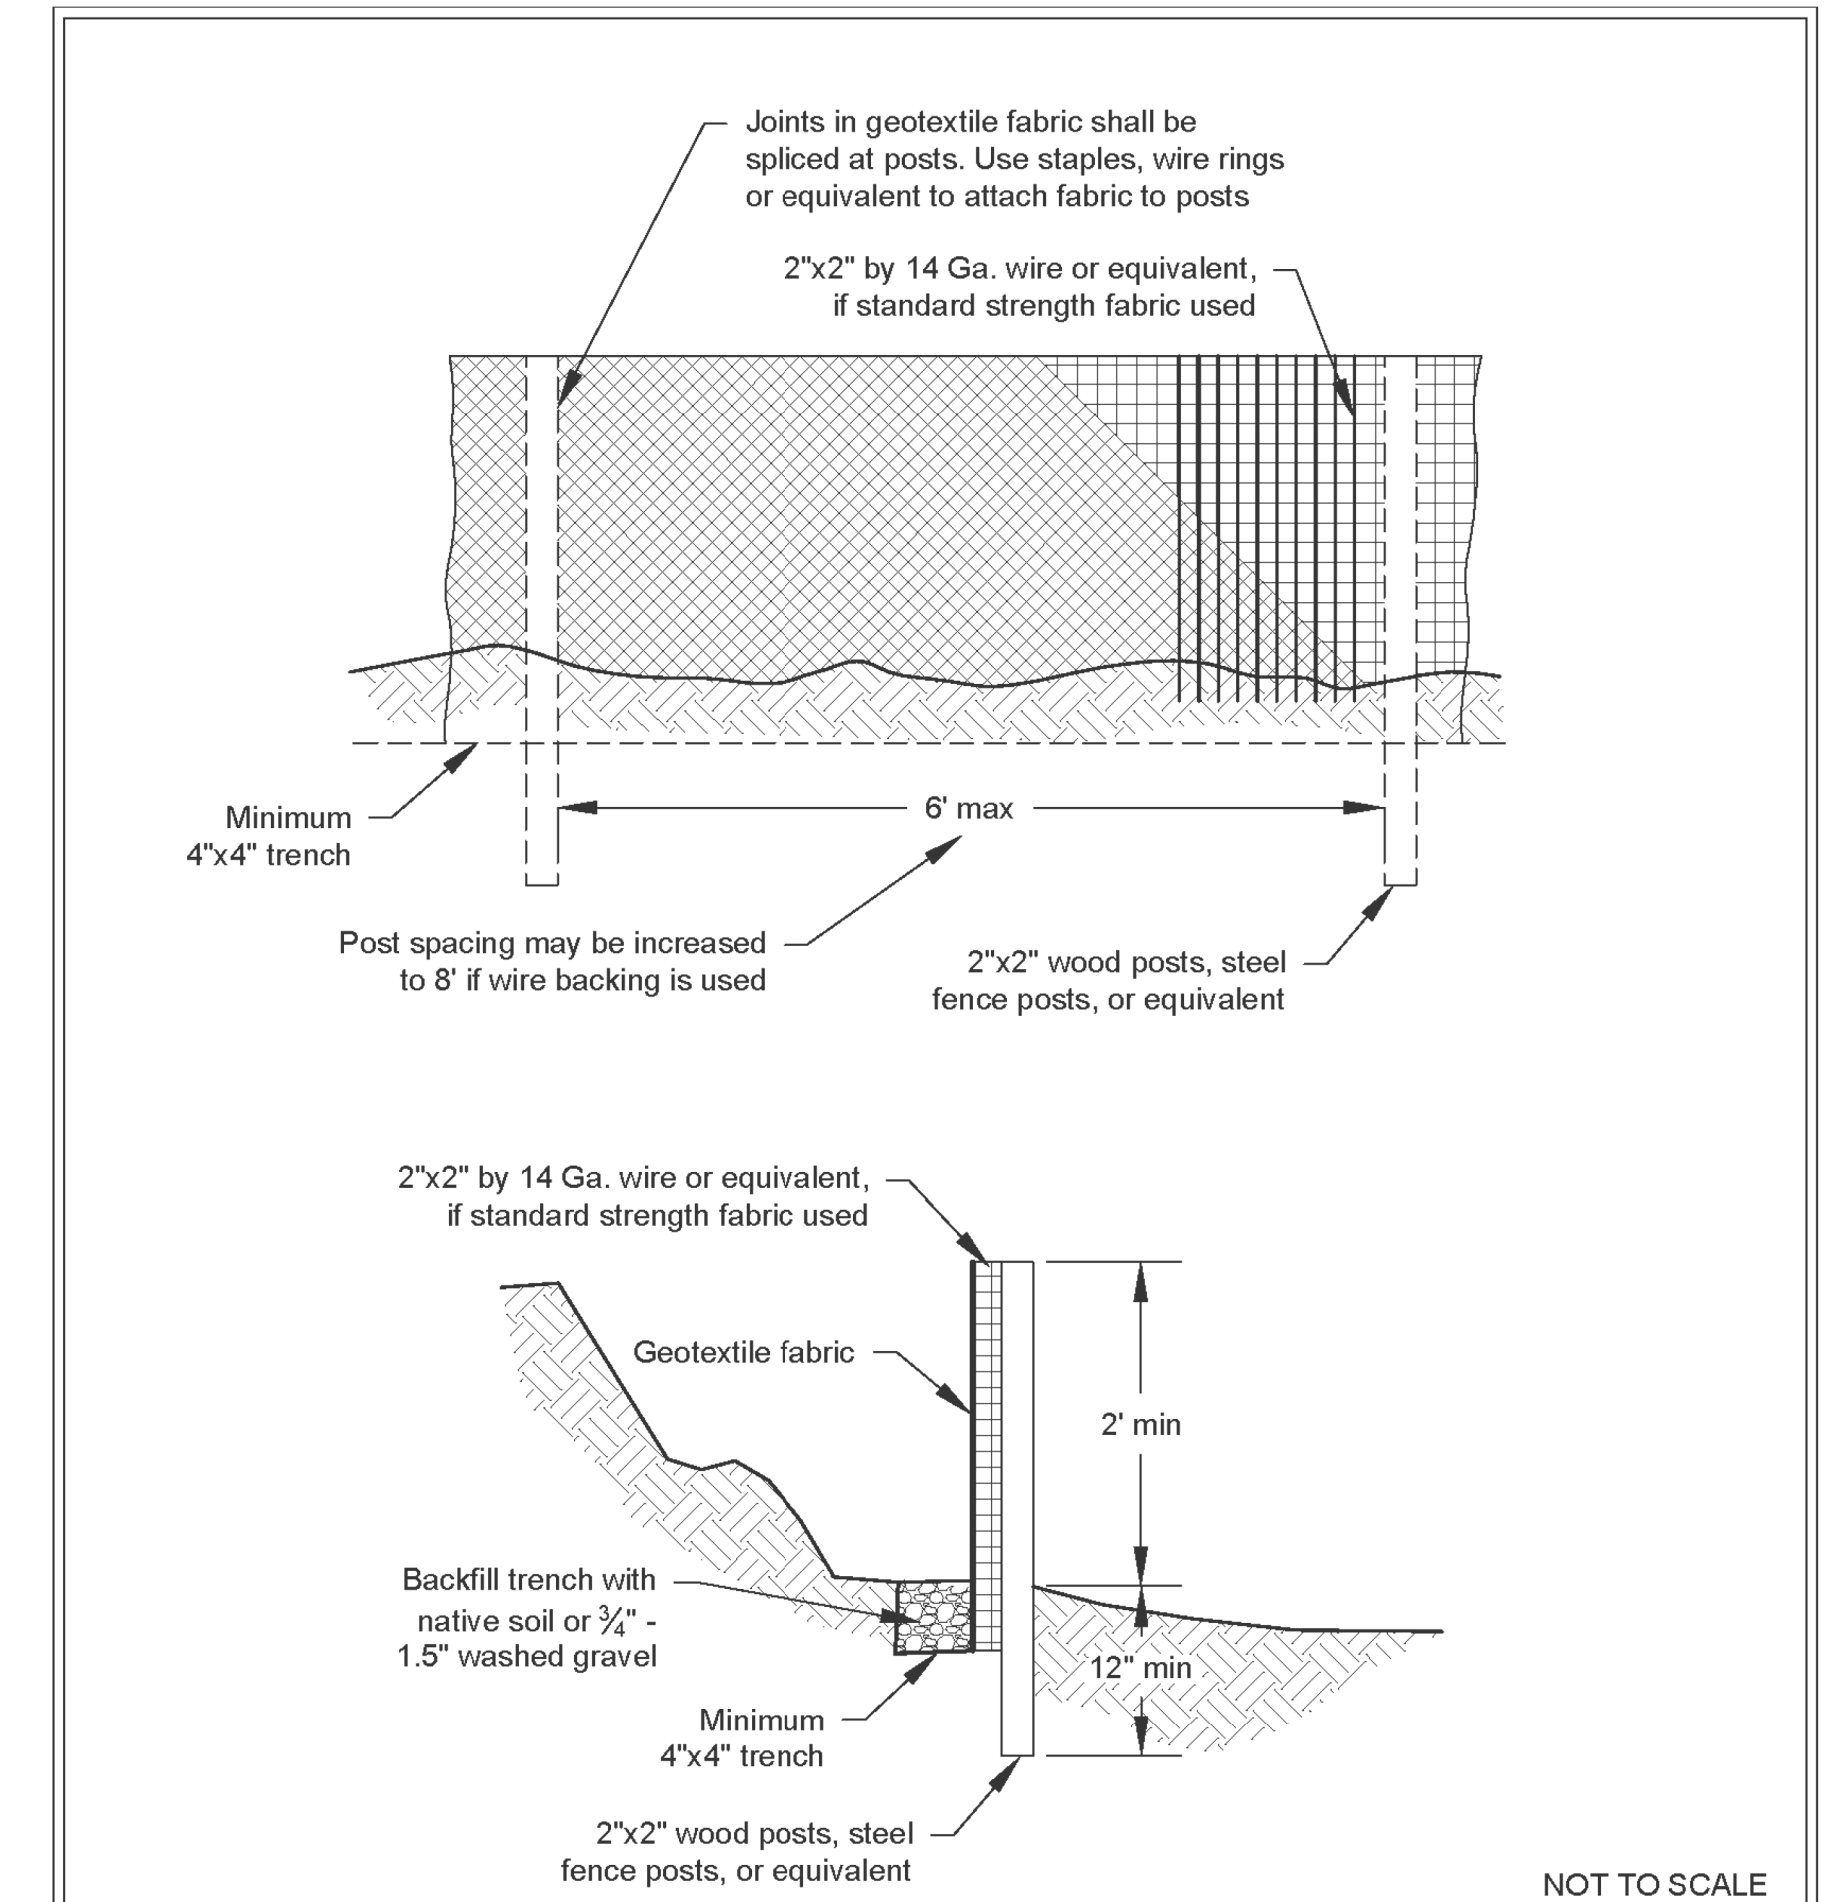 Joints in geotextile fabric shall be
spliced at posts. Use staples, wire rings
or equivalent to attach fabric to posts
2"x2" by 14 Ga. wire or equivalent,
if standard strength fabric used
Minimum
4"x4" trench
6' max
Post spacing may be increased
to 8' if wire backing is used
2"x2" wood posts, steel
fence posts, or equivalent
2"x2" by 14 Ga. wire or equivalent,
if standard strength fabric used
Geotextile fabric
2' min
Backfill trench with
native soil or ¾" -
1.5" washed gravel
12" min
Minimum
4"x4" trench
2"x2" wood posts, steel
fence posts, or equivalent
NOT TO SCALE